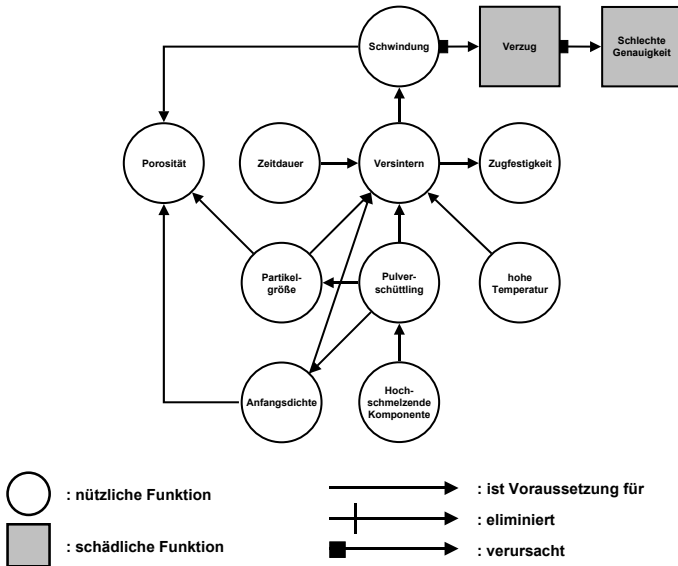 Schwindung
Verzug
Schlechte
Genauigkeit
Porosität
Zeitdauer
Versintern
Zugfestigkeit
Partikel-
größe
Pulver-
schüttling
hohe
Temperatur
Anfangsdichte
Hoch-
schmelzende
Komponente
: nützliche Funktion
: schädliche Funktion
: ist Voraussetzung für
: eliminiert
: verursacht